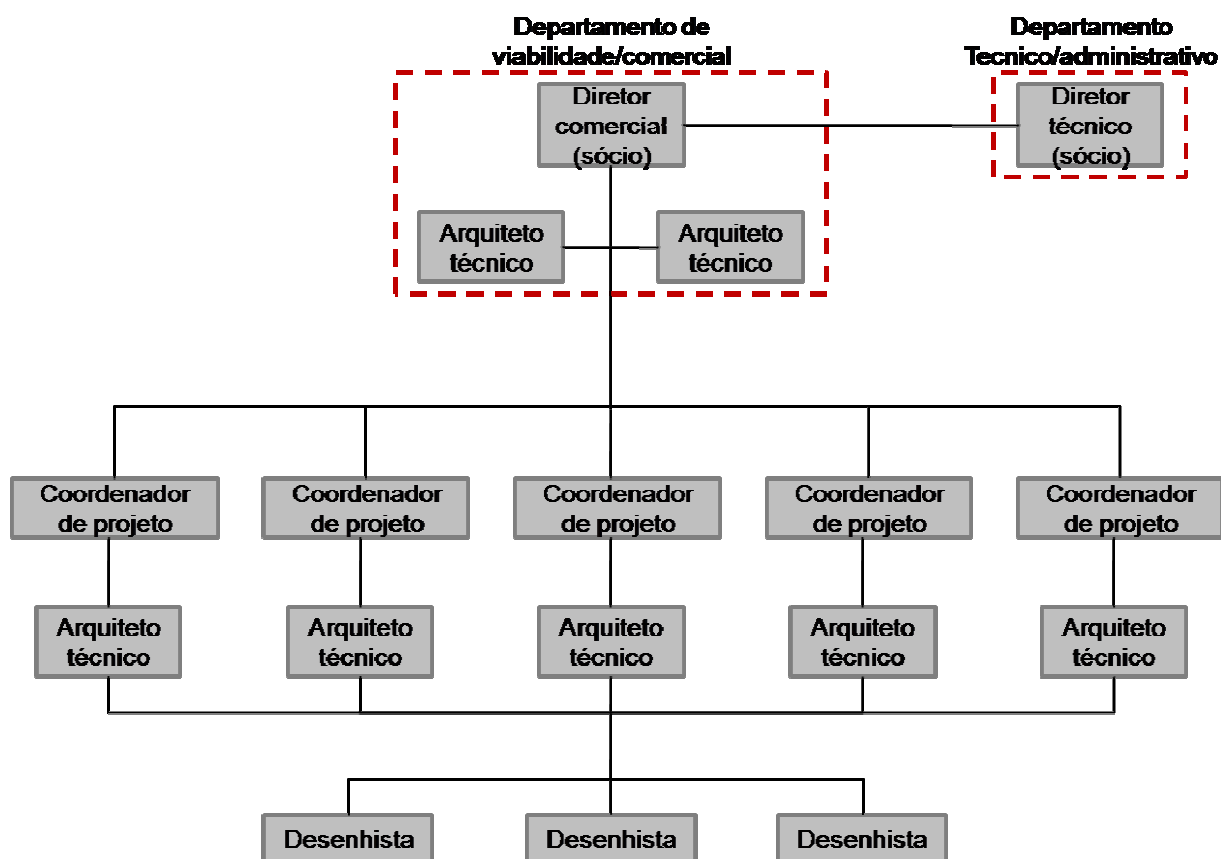 Departamento de
viabilidade/comercial
Departamento
Tecnico/administrativo
Diretor
comercial
(sócio)
Diretor
técnico
(sócio)
Arquiteto
técnico
Arquiteto
técnico
Coordenador
de projeto
Coordenador
de projeto
Coordenador
de projeto
Coordenador
de projeto
Coordenador
de projeto
Arquiteto
técnico
Arquiteto
técnico
Arquiteto
técnico
Arquiteto
técnico
Arquiteto
técnico
Desenhista
Desenhista
Desenhista